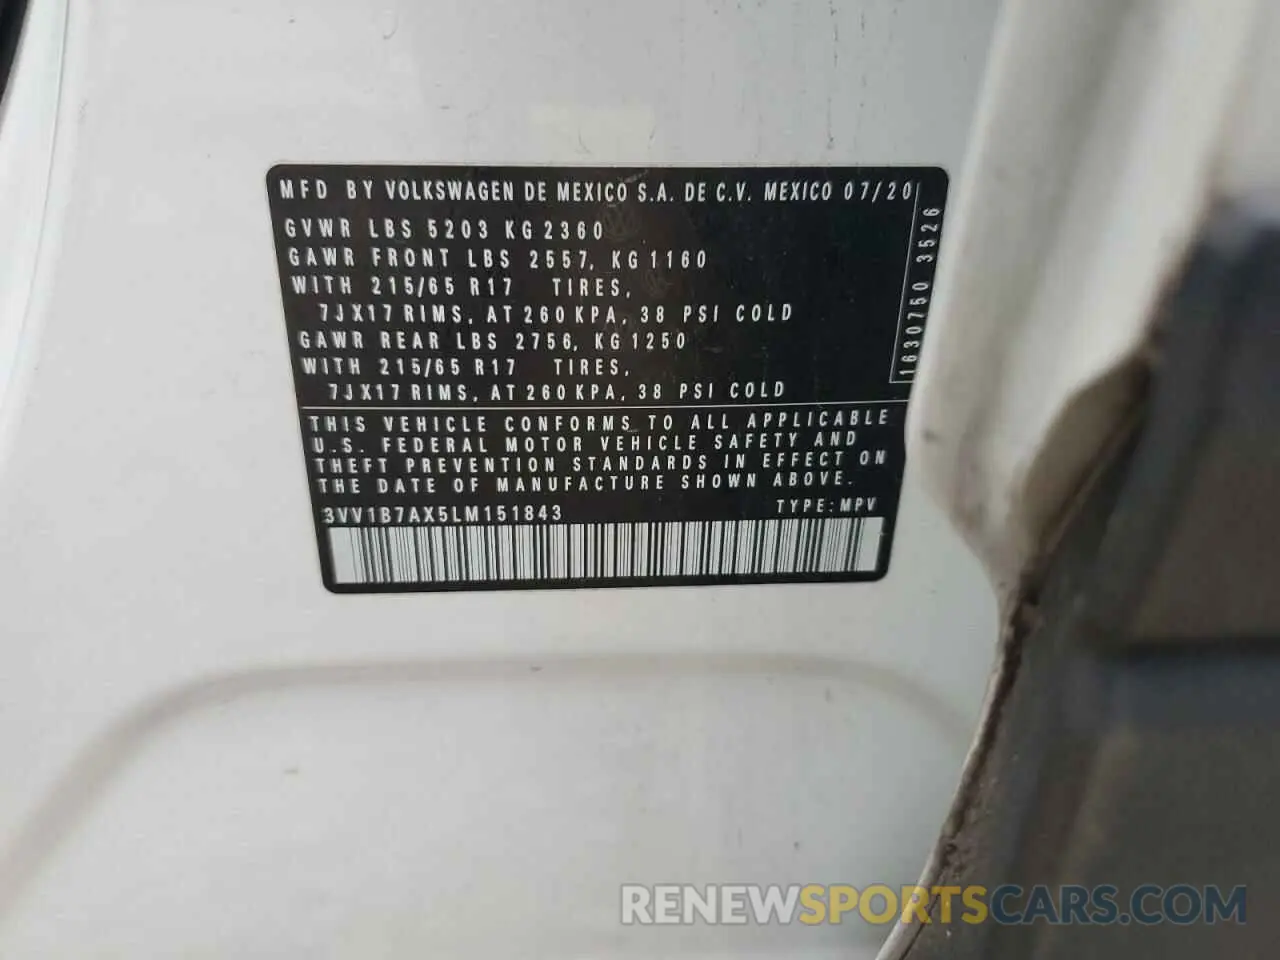 MFD BY VOLKSWAGEN DE MEXICO S.A. DE C.V. MEXICO 07/20
GVWR LBS 5203 KG 2360
GAWR FRONT LBS 2557, KG 1160
WITH 215/65 R17 TIRES,
7JX17 RIMS, AT 260 KPA, 38 PSI COLD
GAWR REAR LBS 2756, KG 1250
WITH 215/65 R17 TIRES,
7JX17 RIMS, AT 260 KPA, 38 PSI COLD
1630750 3526
THIS VEHICLE CONFORMS TO ALL APPLICABLE
U.S. FEDERAL MOTOR VEHICLE SAFETY AND
THEFT PREVENTION STANDARDS IN EFFECT ON
THE DATE OF MANUFACTURE SHOWN ABOVE.
3VV1B7AX5LM151843 TYPE: MPV
RENEWSPORTSCARS.COM